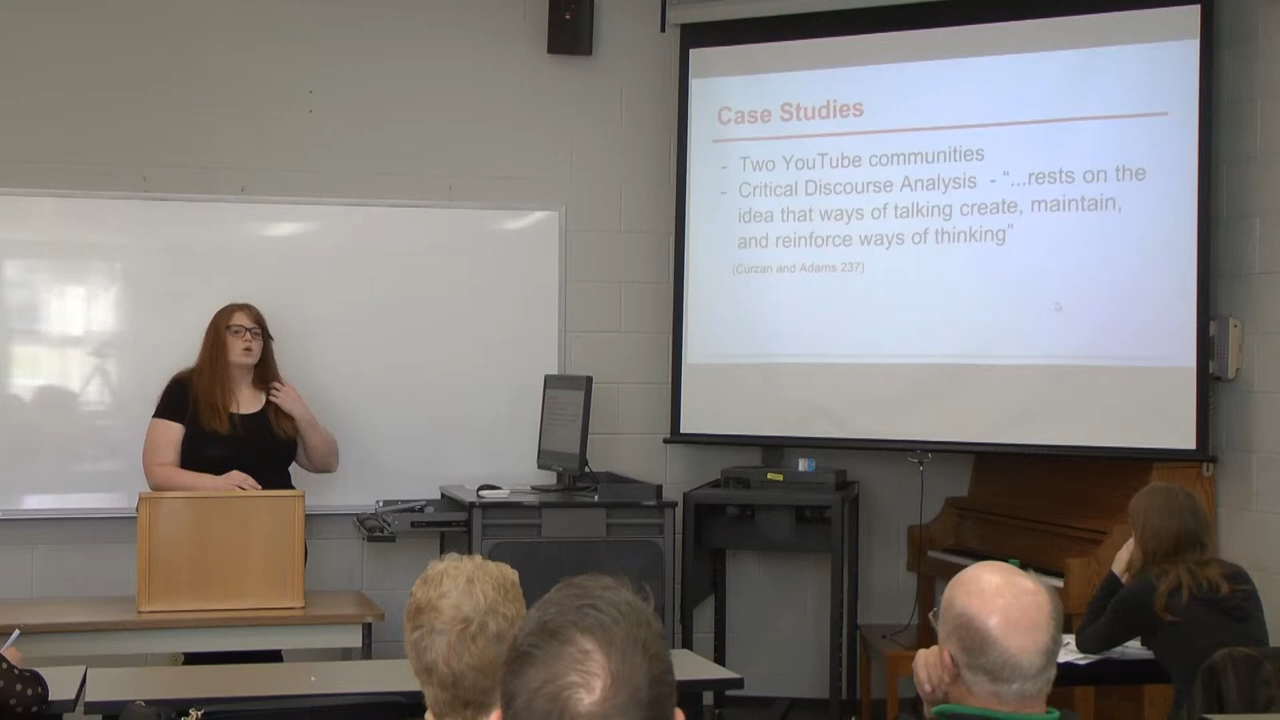 Case Studies
- Two YouTube communities
- Critical Discourse Analysis - “...rests on the
idea that ways of talking create, maintain,
and reinforce ways of thinking”
(Curzan and Adams 237)